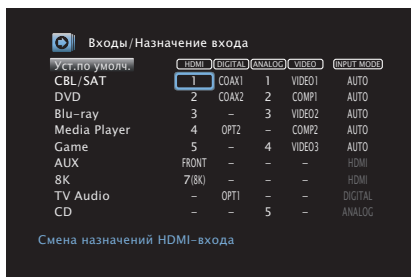 Входы/Назначение входа
Уст.по умолч. HDMI DIGITAL ANALOG VIDEO INPUT MODE
CBL/SAT 1 COAX1 1 VIDEO1 AUTO
DVD 2 COAX2 2 COMP1 AUTO
Blu-ray 3 – 3 VIDEO2 AUTO
Media Player 4 OPT2 – COMP2 AUTO
Game 5 – 4 VIDEO3 AUTO
AUX FRONT – – – HDMI
8K 7(8K) – – – HDMI
TV Audio – OPT1 – – DIGITAL
CD – – 5 – ANALOG
Смена назначений HDMI-входа